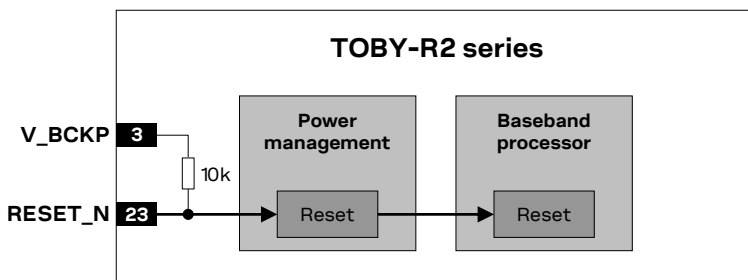 TOBY-R2 series
Power
management
Baseband
processor
V_BCKP 3
10k
RESET_N 23
Reset
Reset